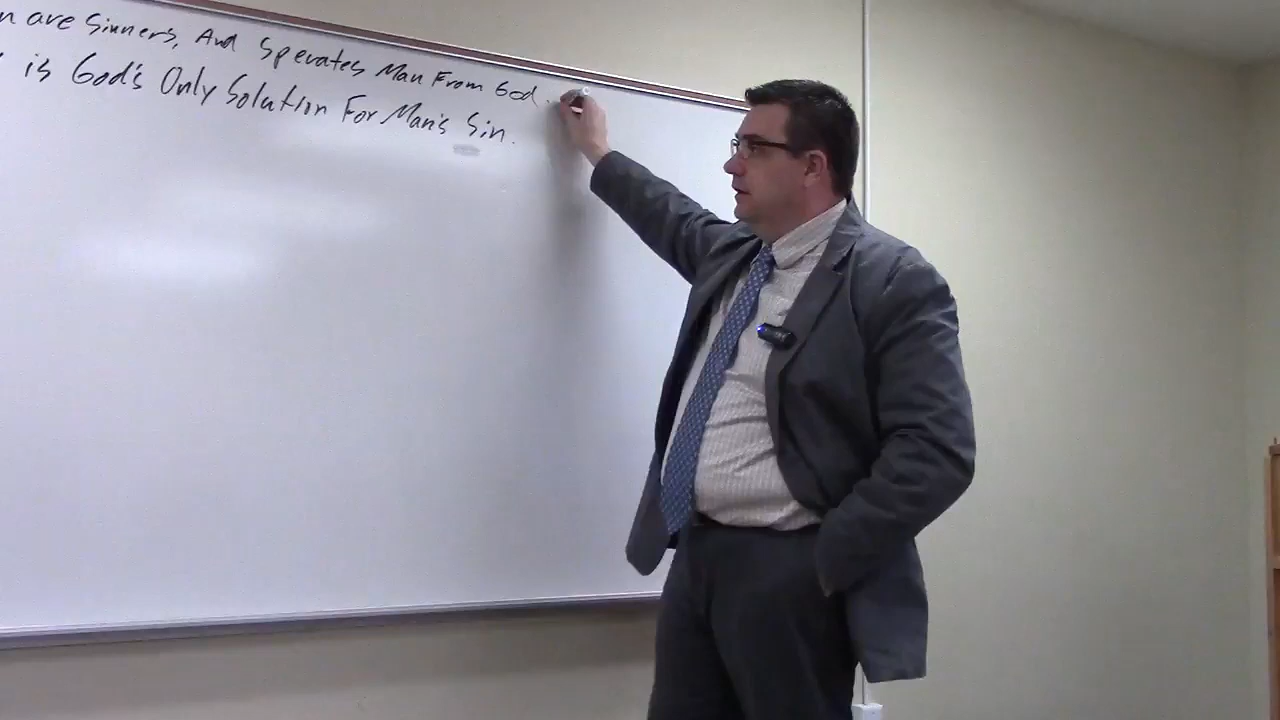 n are Sinners, And Sperates Man From God.
is God's Only Solution For Man's Sin.